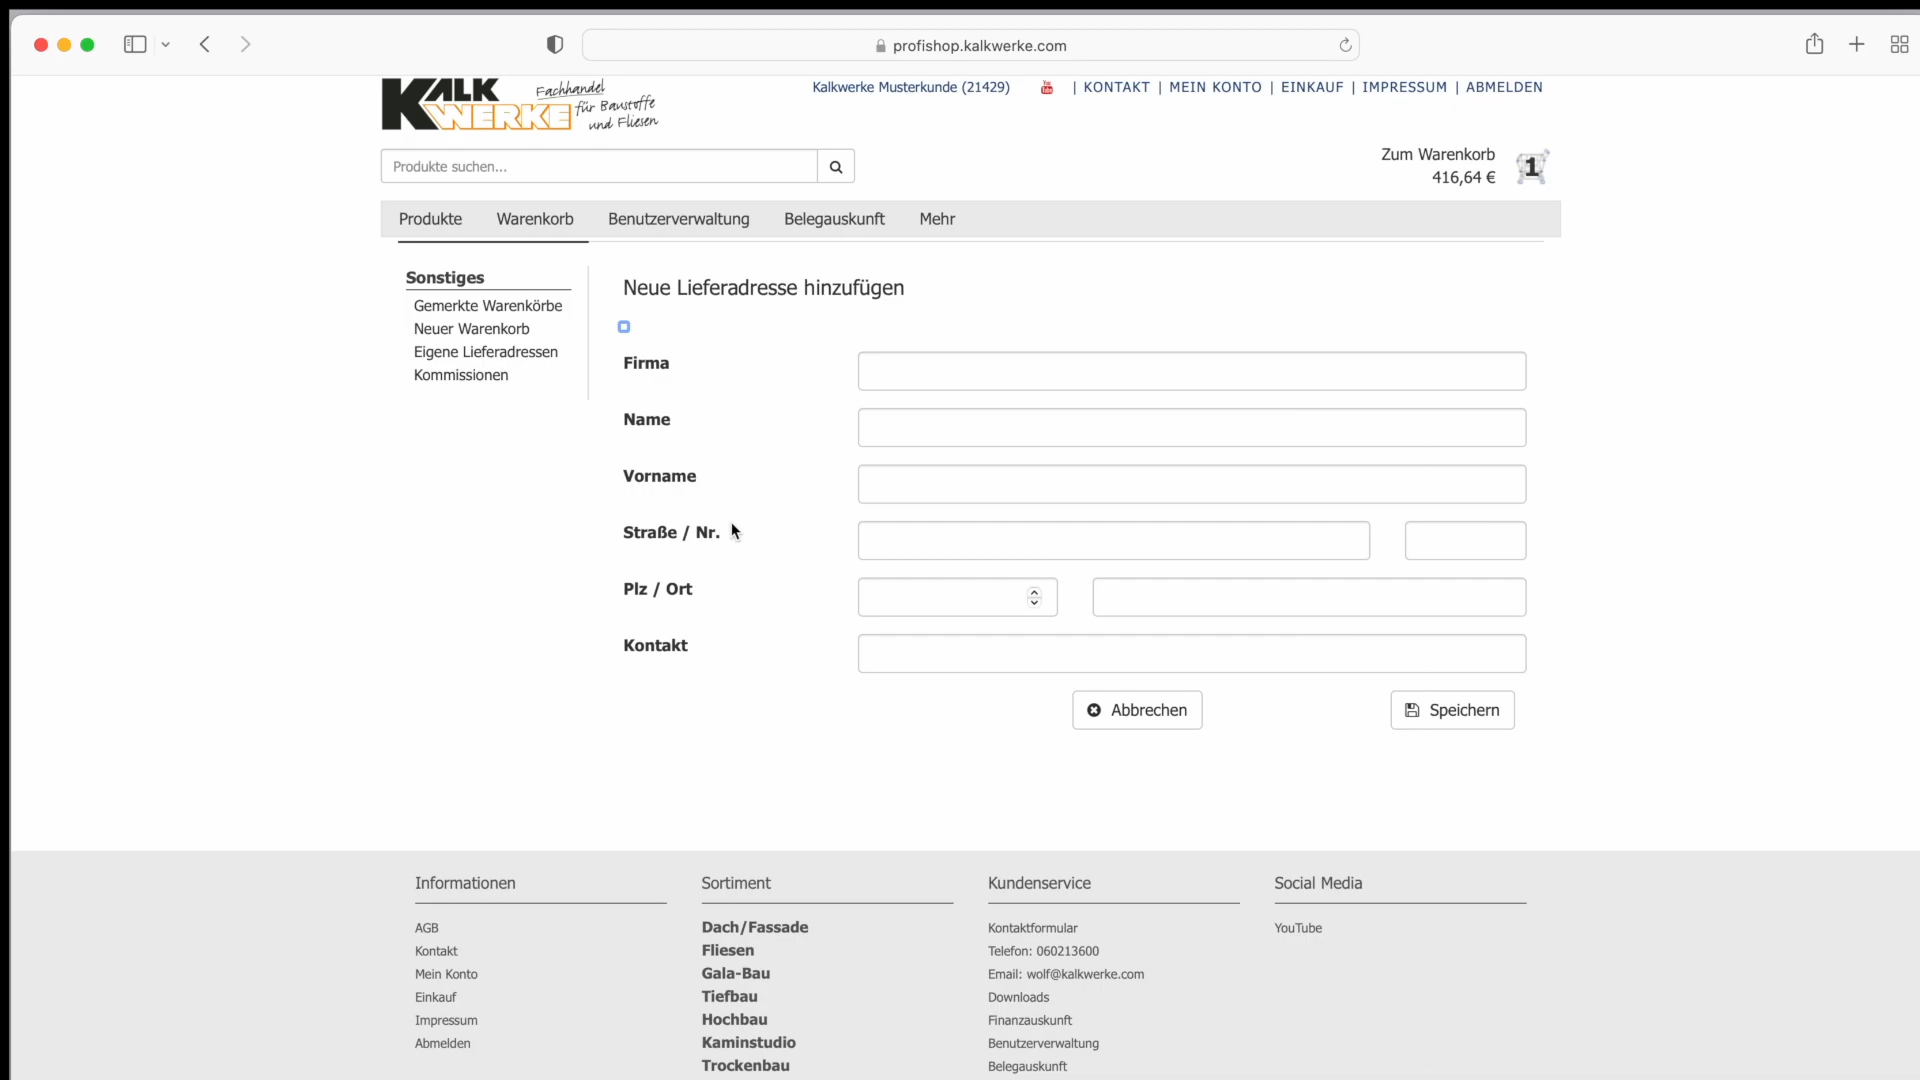 profishop.kalkwerke.com
KALK WERKE
Fachhandel
für Baustoffe
und Fliesen
Kalkwerke Musterkunde (21429) You Tube | KONTAKT | MEIN KONTO | EINKAUF | IMPRESSUM | ABMELDEN
Produkte suchen...
Zum Warenkorb
416,64 €
1
Produkte Warenkorb Benutzerverwaltung Belegauskunft Mehr
Sonstiges
Gemerkte Warenkörbe
Neuer Warenkorb
Eigene Lieferadressen
Kommissionen
Neue Lieferadresse hinzufügen
Firma
Name
Vorname
Straße / Nr.
Plz / Ort
Kontakt
Abbrechen
Speichern
Informationen
AGB
Kontakt
Mein Konto
Einkauf
Impressum
Abmelden
Sortiment
Dach/Fassade
Fliesen
Gala-Bau
Tiefbau
Hochbau
Kaminstudio
Trockenbau
Kundenservice
Kontaktformular
Telefon: 060213600
Email: wolf@kalkwerke.com
Downloads
Finanzauskunft
Benutzerverwaltung
Belegauskunft
Social Media
YouTube